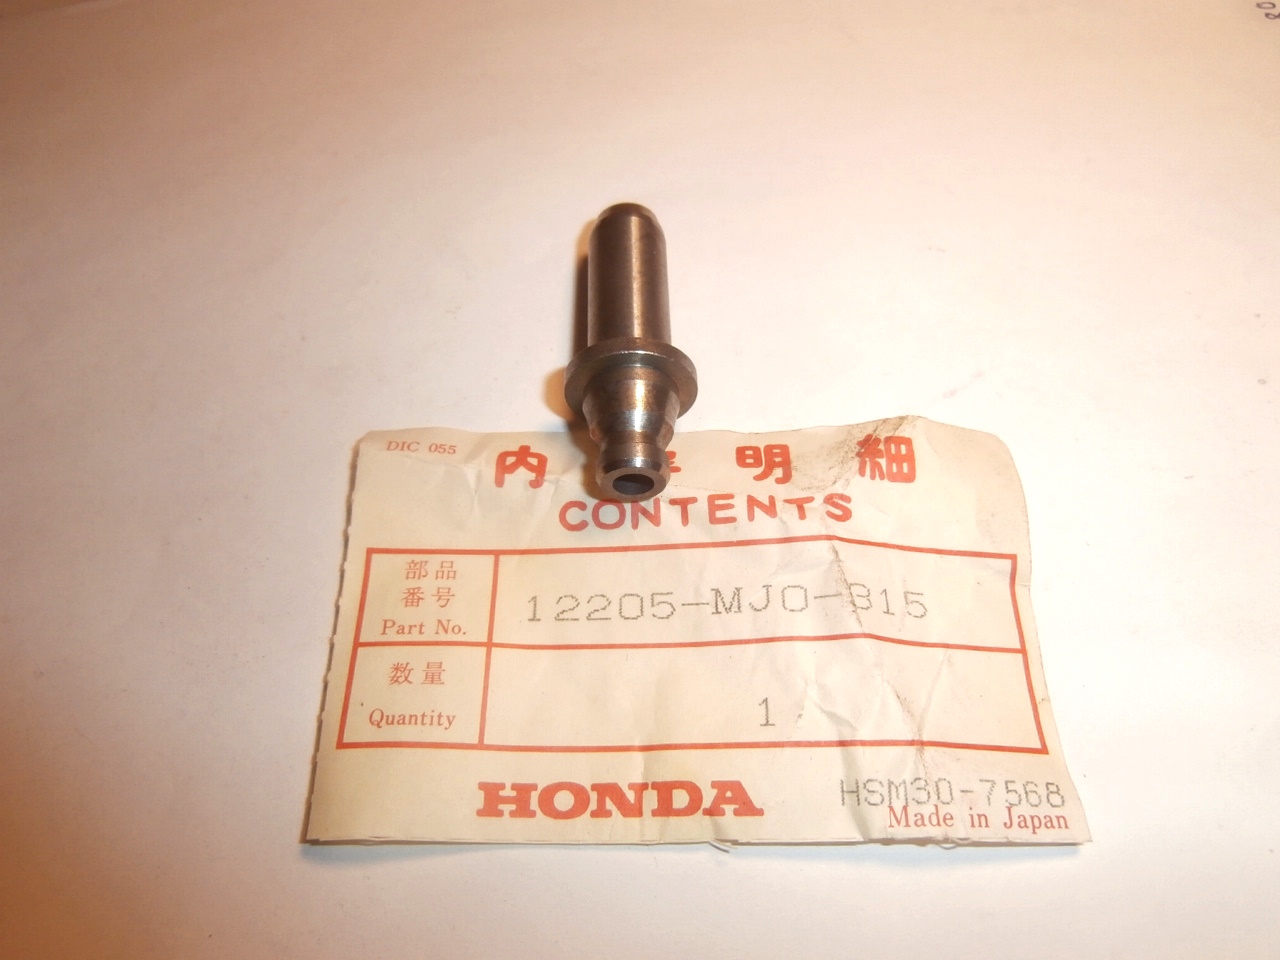 DIC 055
内 明 細
CONTENTS
部品
番号
Part No.
12205-MJ0-315
数量
Quantity
1
HONDA
HSM30-7568
Made in Japan